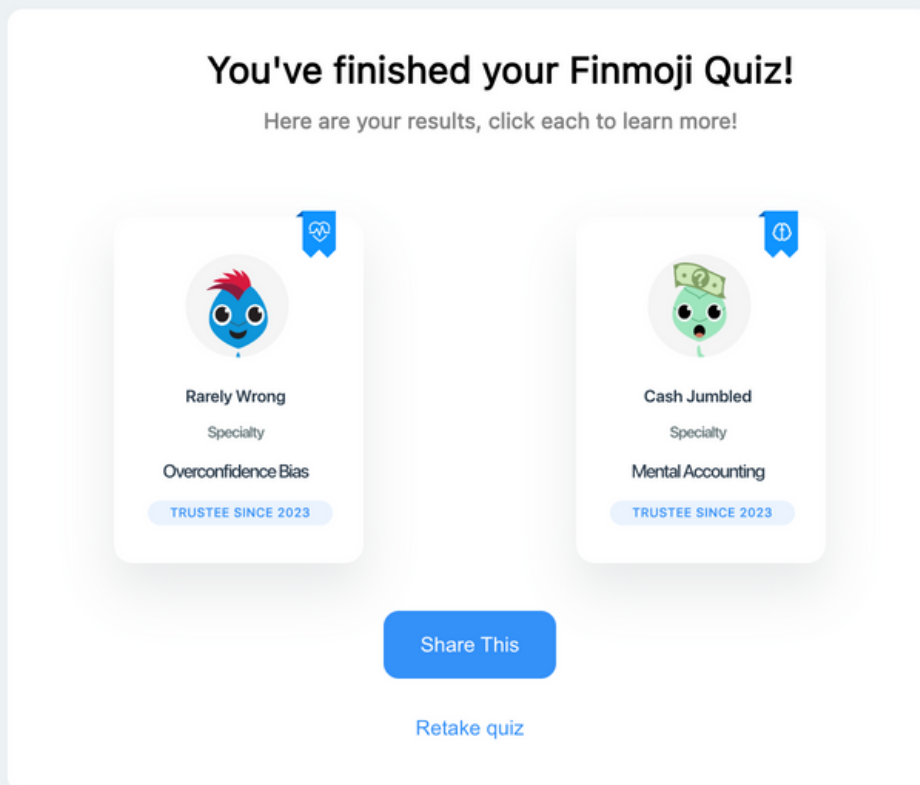 You've finished your Finmoji Quiz!
Here are your results, click each to learn more!
Rarely Wrong
Specialty
Overconfidence Bias
TRUSTEE SINCE 2023
Cash Jumbled
Specialty
Mental Accounting
TRUSTEE SINCE 2023
Share This
Retake quiz